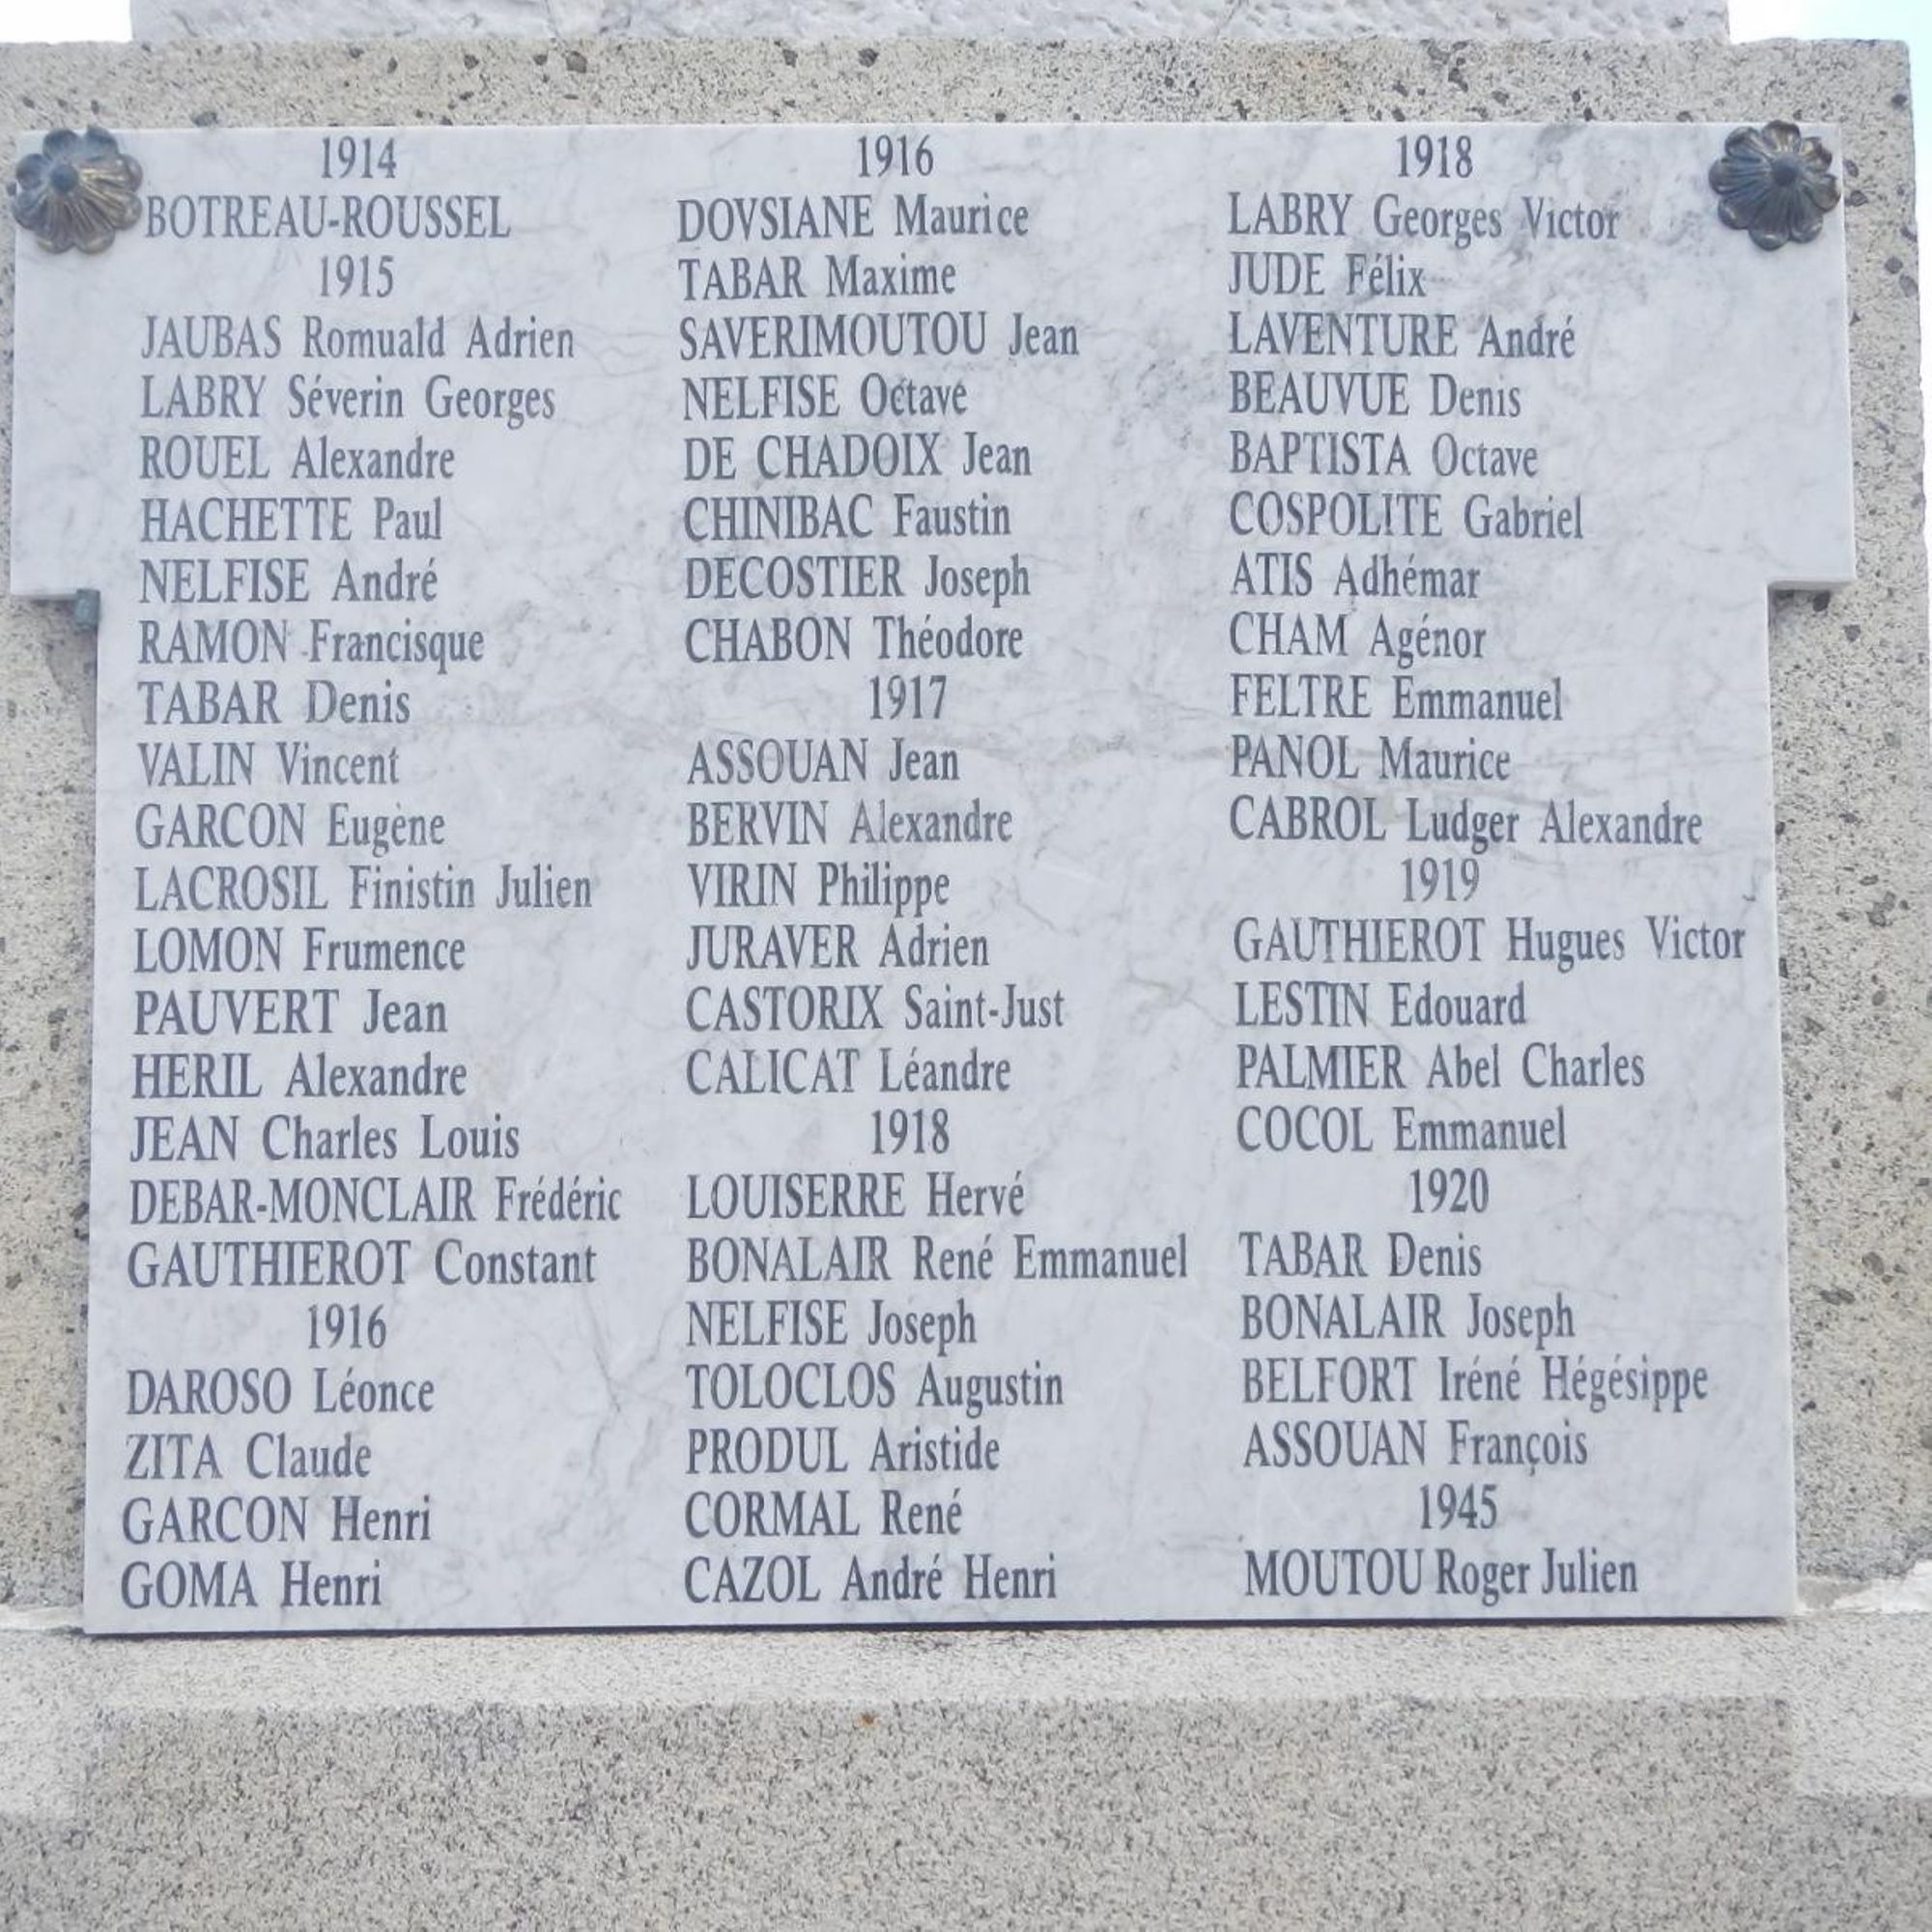 1914
BOTREAU-ROUSSEL
1915
JAUBAS Romuald Adrien
LABRY Séverin Georges
ROUEL Alexandre
HACHETTE Paul
NELFISE André
RAMON Francisque
TABAR Denis
VALIN Vincent
GARCON Eugène
LACROSIL Finistin Julien
LOMON Frumence
PAUVERT Jean
HERIL Alexandre
JEAN Charles Louis
DEBAR-MONCLAIR Frédéric
GAUTHIEROT Constant
1916
DAROSO Léonce
ZITA Claude
GARCON Henri
GOMA Henri
1916
DOVSIANE Maurice
TABAR Maxime
SAVERIMOUTOU Jean
NELFISE Octave
DE CHADOIX Jean
CHINIBAC Faustin
DECOSTIER Joseph
CHABON Théodore
1917
ASSOUAN Jean
BERVIN Alexandre
VIRIN Philippe
JURAVER Adrien
CASTORIX Saint-Just
CALICAT Léandre
1918
LOUISERRE Hervé
BONALAIR René Emmanuel
NELFISE Joseph
TOLOCLOS Augustin
PRODUL Aristide
CORMAL René
CAZOL André Henri
1918
LABRY Georges Victor
JUDE Félix
LAVENTURE André
BEAUVUE Denis
BAPTISTA Octave
COSPOLITE Gabriel
ATIS Adhémar
CHAM Agénor
FELTRE Emmanuel
PANOL Maurice
CABROL Ludger Alexandre
1919
GAUTHIEROT Hugues Victor
LESTIN Edouard
PALMIER Abel Charles
COCOL Emmanuel
1920
TABAR Denis
BONALAIR Joseph
BELFORT Iréné Hégésippe
ASSOUAN François
1945
MOUTOU Roger Julien